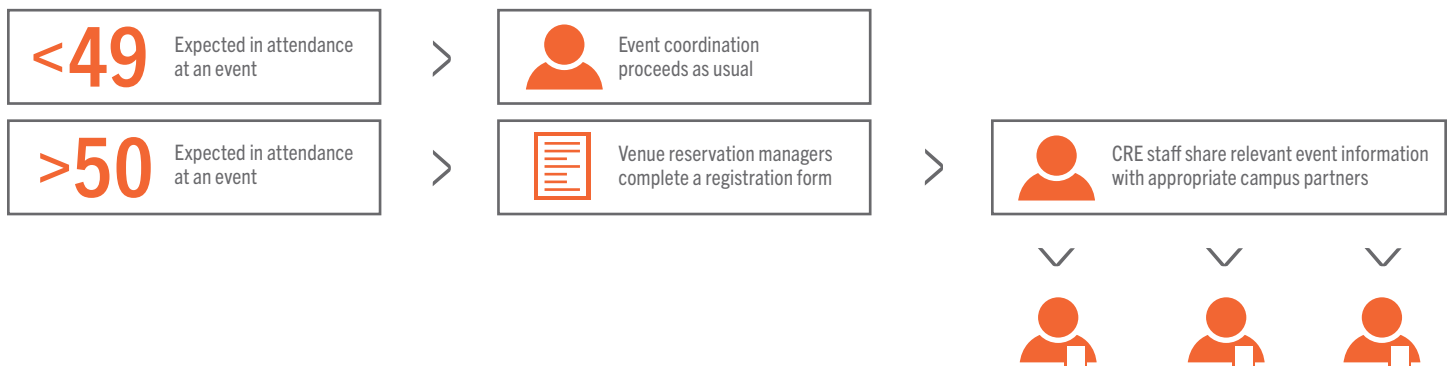 <49
Expected in attendance
at an event
Event coordination
proceeds as usual
>50
Expected in attendance
at an event
Venue reservation managers
complete a registration form
CRE staff share relevant event information
with appropriate campus partners